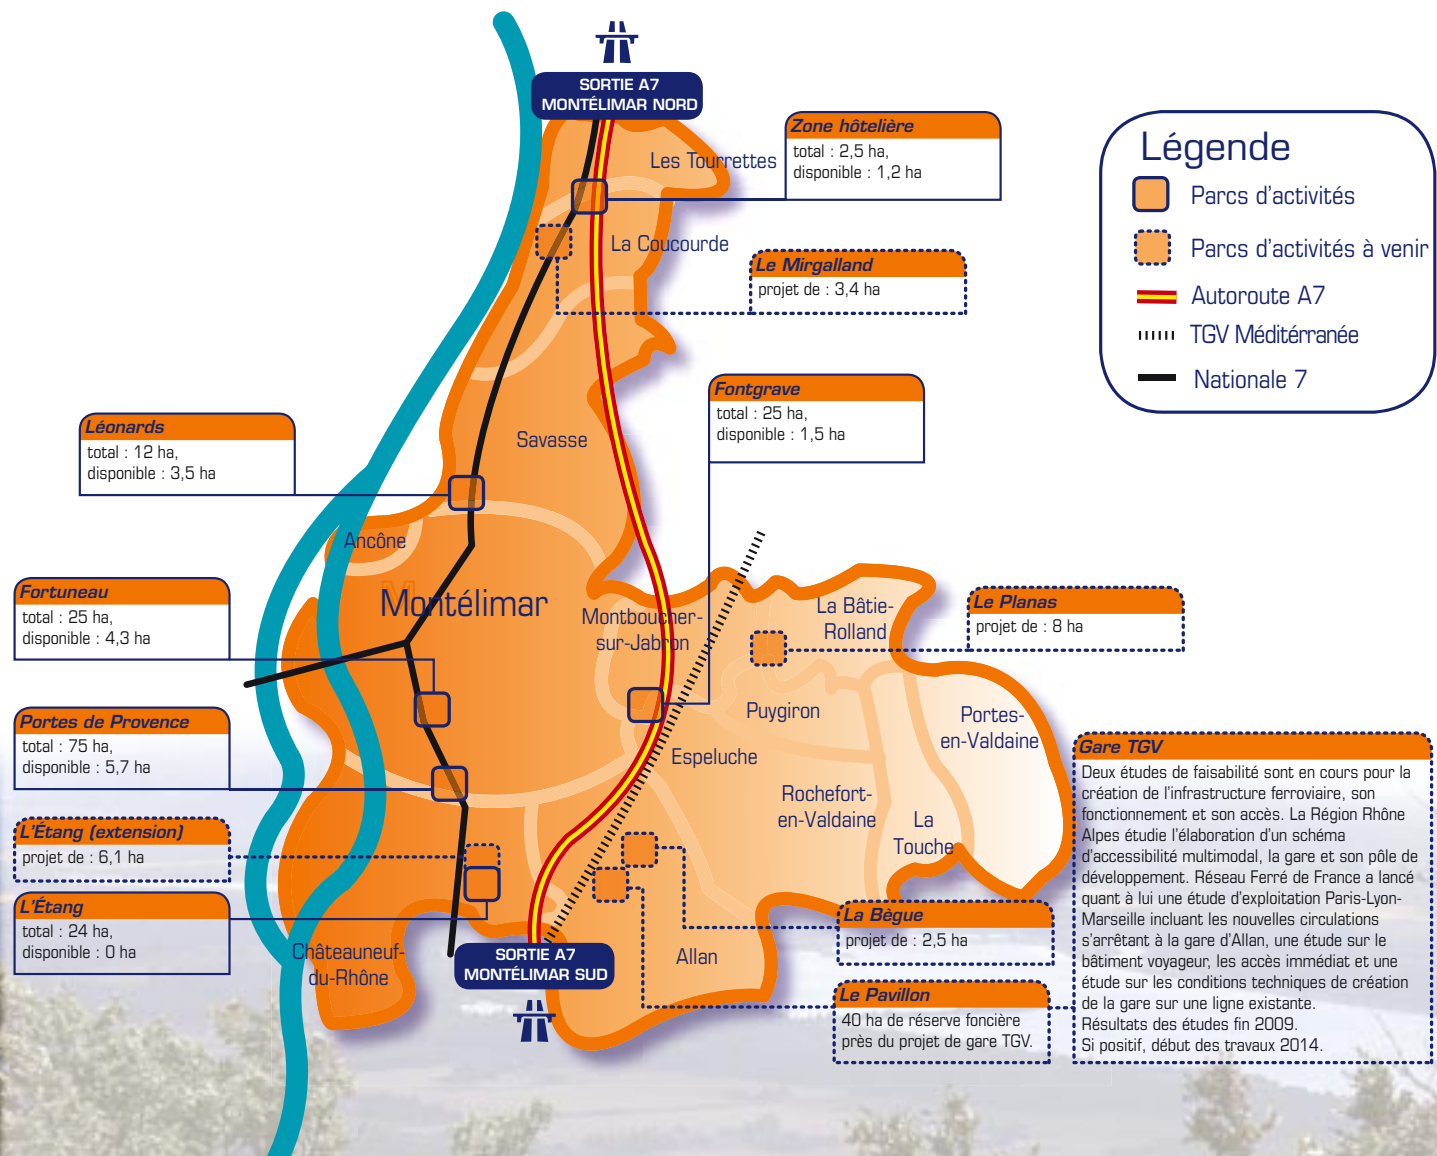 SORTIE A7
MONTÉLIMAR NORD
Zone hôtelière
total : 2,5 ha,
disponible : 1,2 ha
Les Tourrettes
La Coucourde
Le Mirgalland
projet de : 3,4 ha
Légende
Parcs d'activités
Parcs d'activités à venir
Autoroute A7
TGV Méditérranée
Nationale 7
Fontgrave
total : 25 ha,
disponible : 1,5 ha
Léonards
total : 12 ha,
disponible : 3,5 ha
Savasse
Ancône
Montélimar
Fortuneau
total : 25 ha,
disponible : 4,3 ha
Montboucher-
sur-Jabron
La Bâtie-
Rolland
Le Planas
projet de : 8 ha
Portes de Provence
total : 75 ha,
disponible : 5,7 ha
Puygiron
Portes-
en-Valdaine
Espeluche
Rochefort-
en-Valdaine
La
Touche
L'Étang (extension)
projet de : 6,1 ha
L'Étang
total : 24 ha,
disponible : 0 ha
Châteauneuf-
du-Rhône
SORTIE A7
MONTÉLIMAR SUD
Allan
La Bègue
projet de : 2,5 ha
Le Pavillon
40 ha de réserve foncière
près du projet de gare TGV.
Gare TGV
Deux études de faisabilité sont en cours pour la
création de l'infrastructure ferroviaire, son
fonctionnement et son accès. La Région Rhône
Alpes étudie l'élaboration d'un schéma
d'accessibilité multimodal, la gare et son pôle de
développement. Réseau Ferré de France a lancé
quant à lui une étude d'exploitation Paris-Lyon-
Marseille incluant les nouvelles circulations
s'arrêtant à la gare d'Allan, une étude sur le
bâtiment voyageur, les accès immédiat et une
étude sur les conditions techniques de création
de la gare sur une ligne existante.
Résultats des études fin 2009.
Si positif, début des travaux 2014.